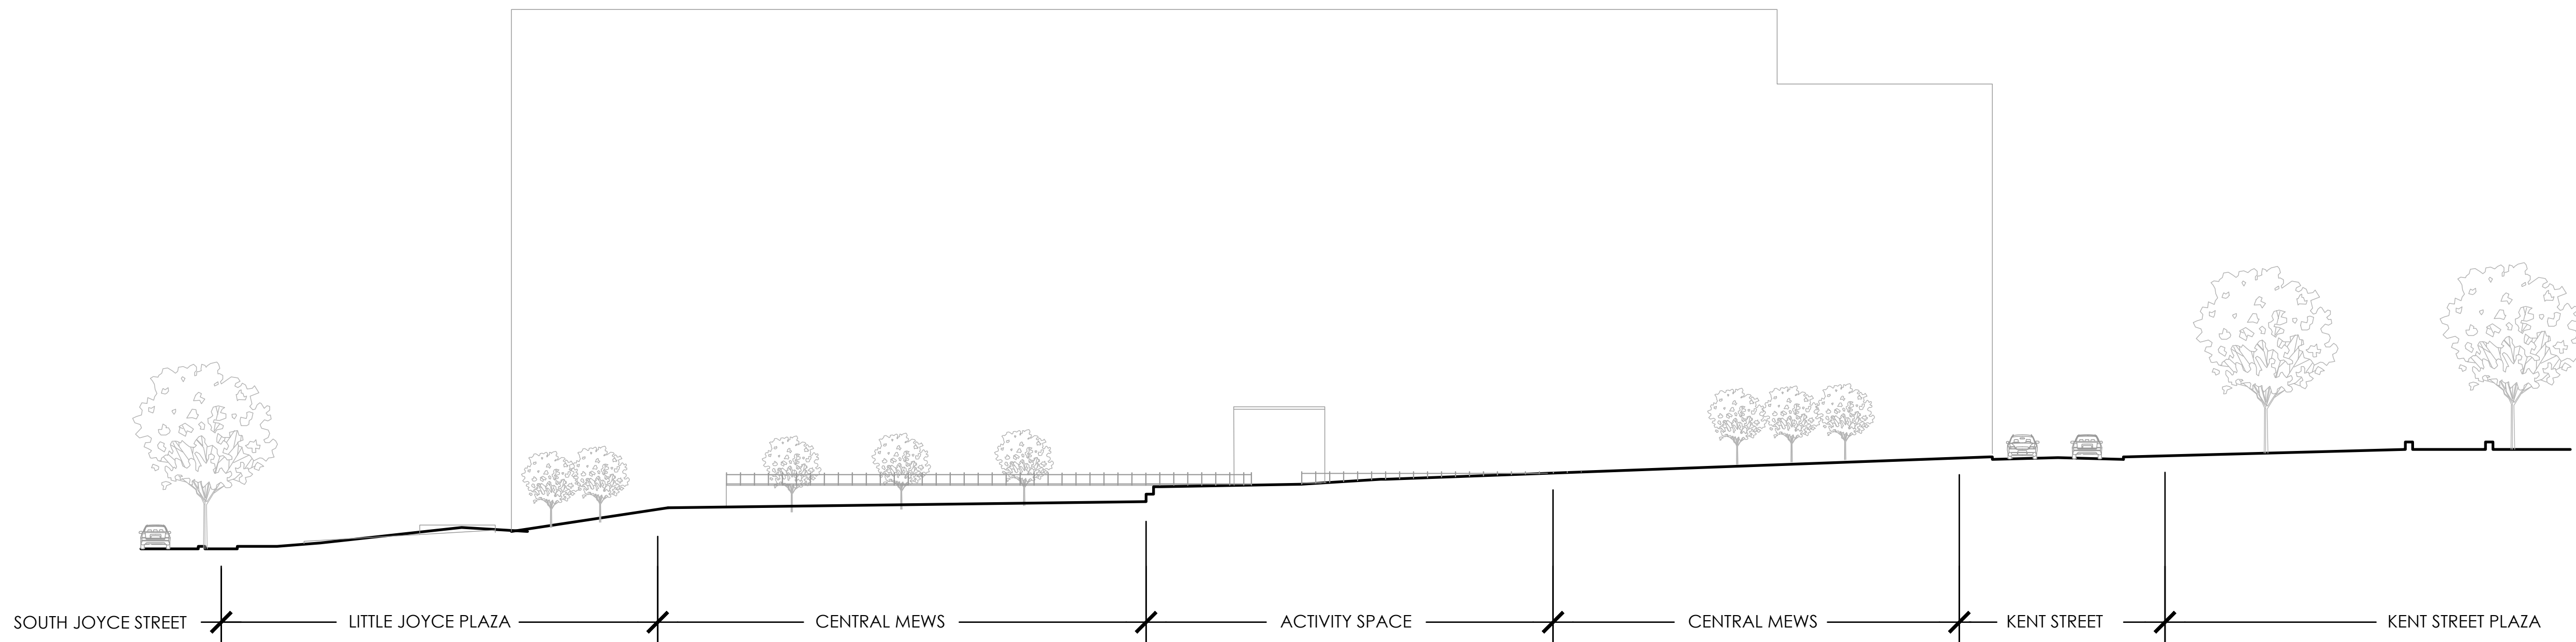 SOUTH JOYCE STREET
LITTLE JOYCE PLAZA
CENTRAL MEWS
ACTIVITY SPACE
CENTRAL MEWS
KENT STREET
KENT STREET PLAZA